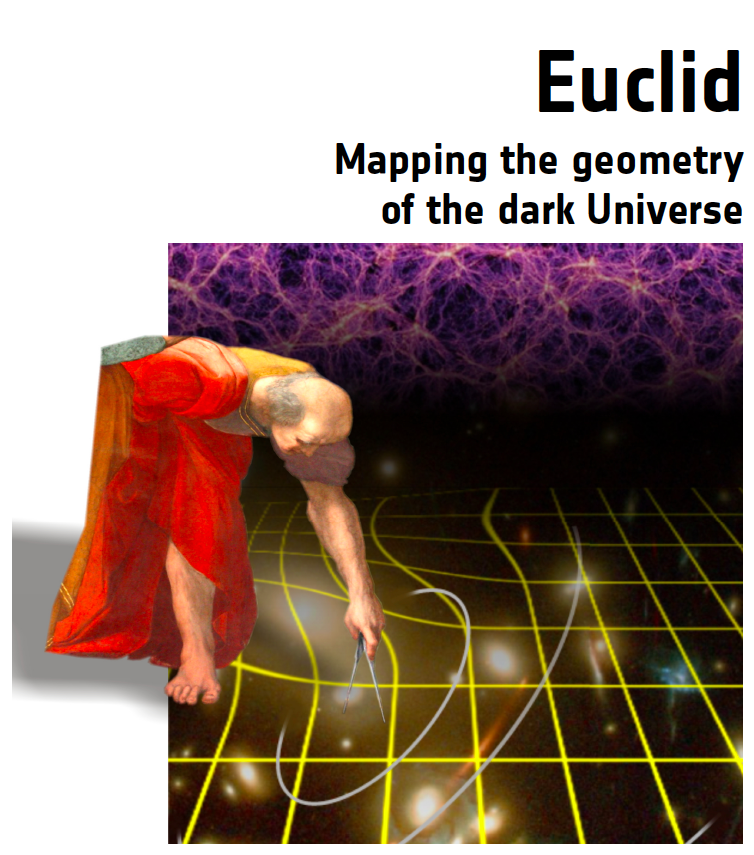 Euclid
Mapping the geometry
of the dark Universe